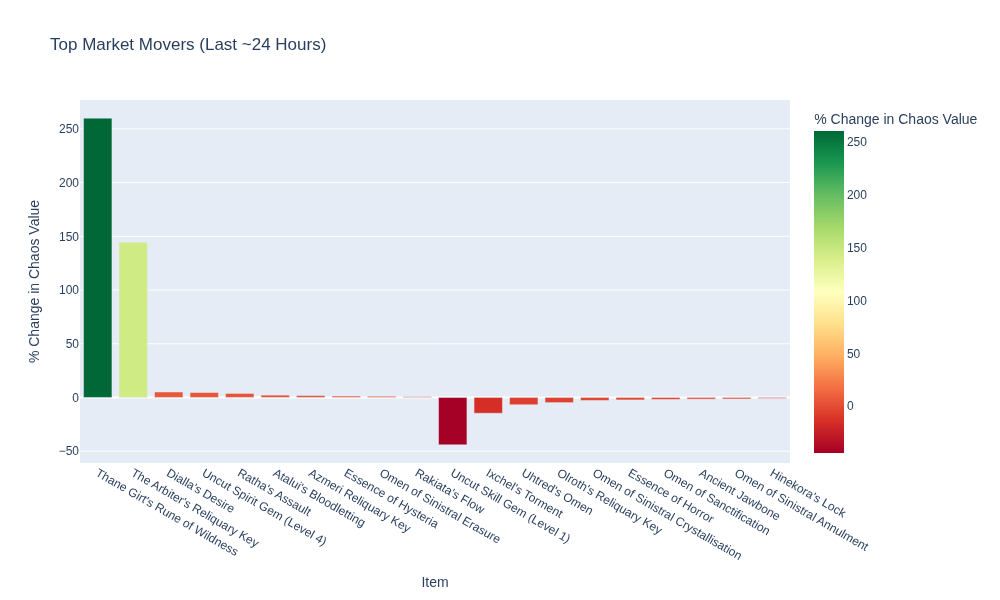 Top Market Movers (Last ~24 Hours)
% Change in Chaos Value
250
200
150
100
50
0
−50
% Change in Chaos Value
250
200
150
100
50
0
Thane Girt's Rune of Wildness
The Arbiter's Reliquary Key
Dialla's Desire
Uncut Spirit Gem (Level 4)
Ratha's Assault
Atalui's Bloodletting
Azmeri Reliquary Key
Essence of Hysteria
Omen of Sinistral Erasure
Rakiata's Flow
Uncut Skill Gem (Level 1)
Ixchel's Torment
Uhtred's Omen
Olroth's Reliquary Key
Omen of Sinistral Crystallisation
Essence of Horror
Omen of Sanctification
Ancient Jawbone
Omen of Sinistral Annulment
Hinekora's Lock
Item